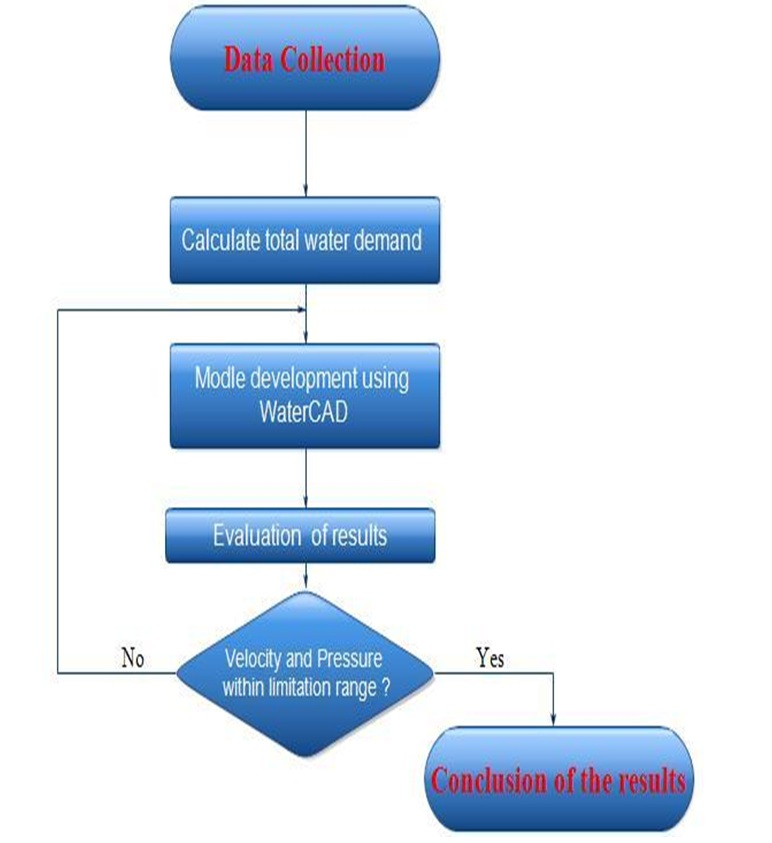 Data Collection
Calculate total water demand
Modle development using
WaterCAD
Evaluation of results
Velocity and Pressure
within limitation range ?
No
Yes
Conclusion of the results